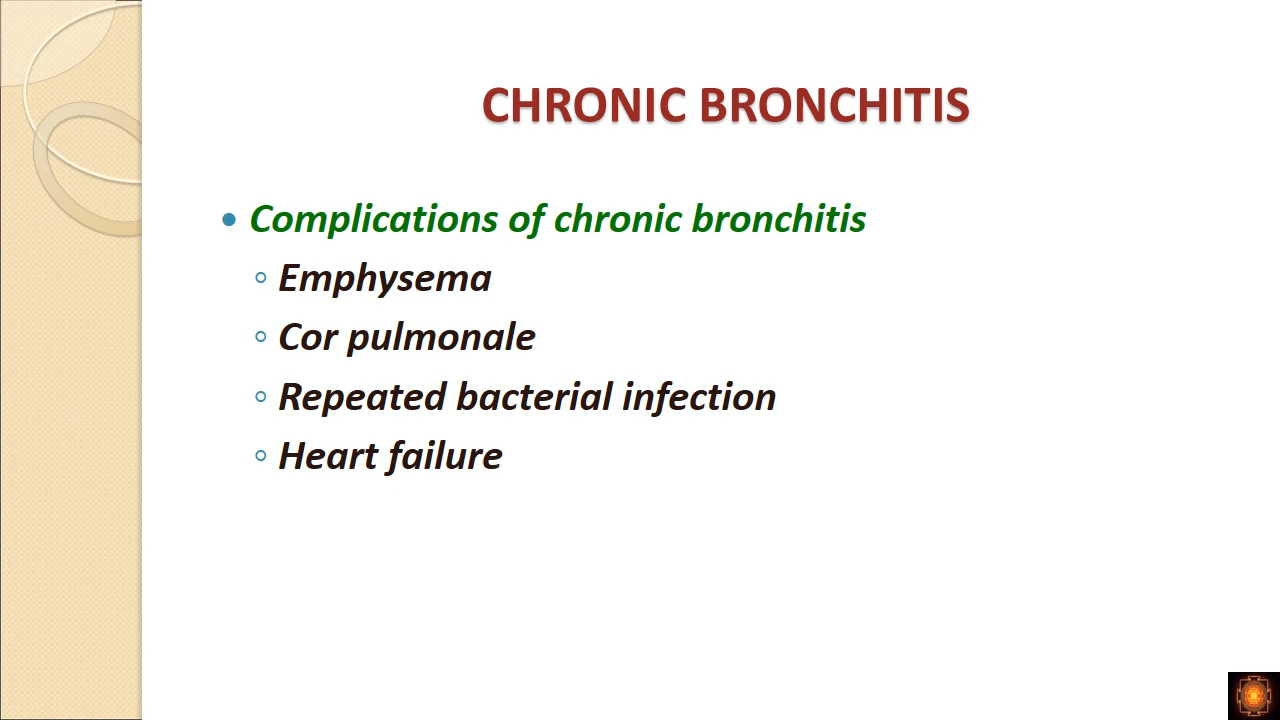 CHRONIC BRONCHITIS
• Complications of chronic bronchitis
◦ Emphysema
◦ Cor pulmonale
◦ Repeated bacterial infection
◦ Heart failure